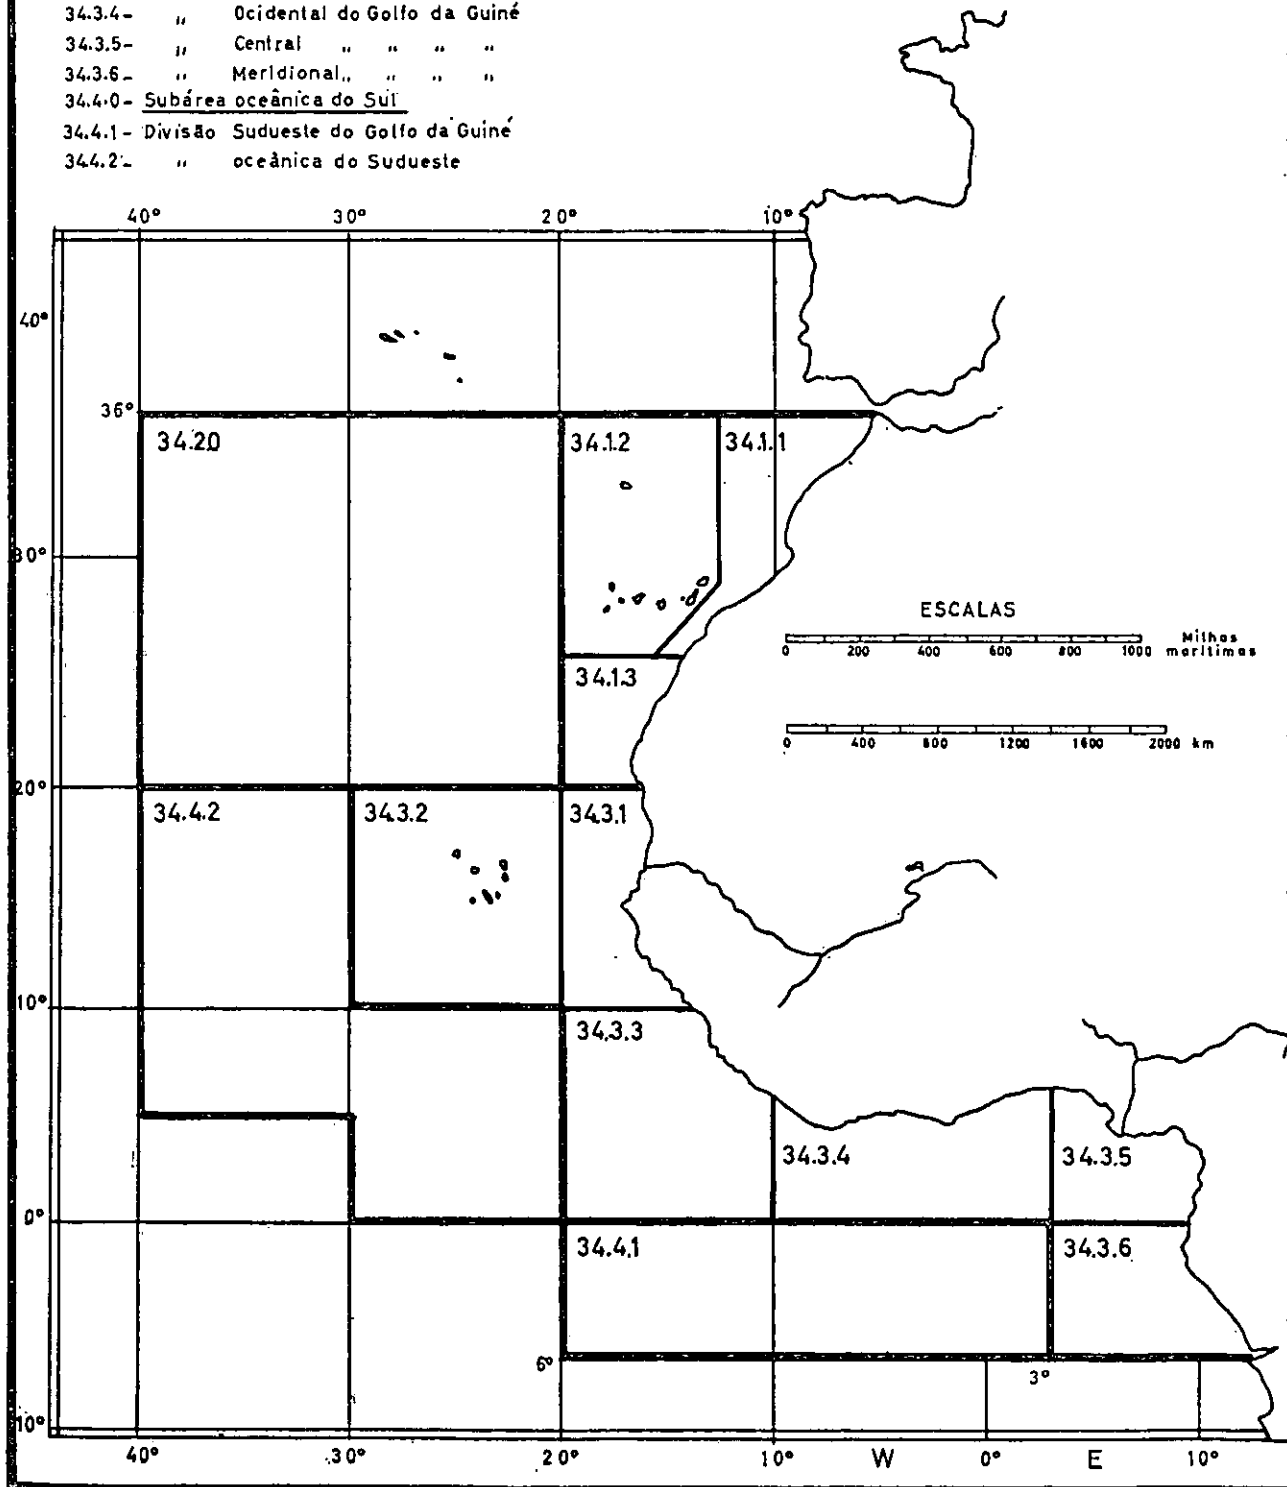 34.3.4- „ Ocidental do Golfo da Guiné
34.3.5- „ Central „ „ „ „
34.3.6- „ Meridional „ „ „ „
34.4.0- Subárea oceânica do Sul
34.4.1- Divisão Sudueste do Golfo da Guiné
34.4.2- „ oceânica do Sudueste
40° 30° 20° 10°
40°
36°
34.2.0 34.1.2 34.1.1
30°
ESCALAS
0 200 400 600 800 1000 Milhas marítimas
34.1.3
0 400 800 1200 1600 2000 km
20°
34.4.2 34.3.2 34.3.1
10°
34.3.3
34.3.4 34.3.5
0°
34.4.1 34.3.6
6°
3°
10°
40° 30° 20° 10° W 0° E 10°